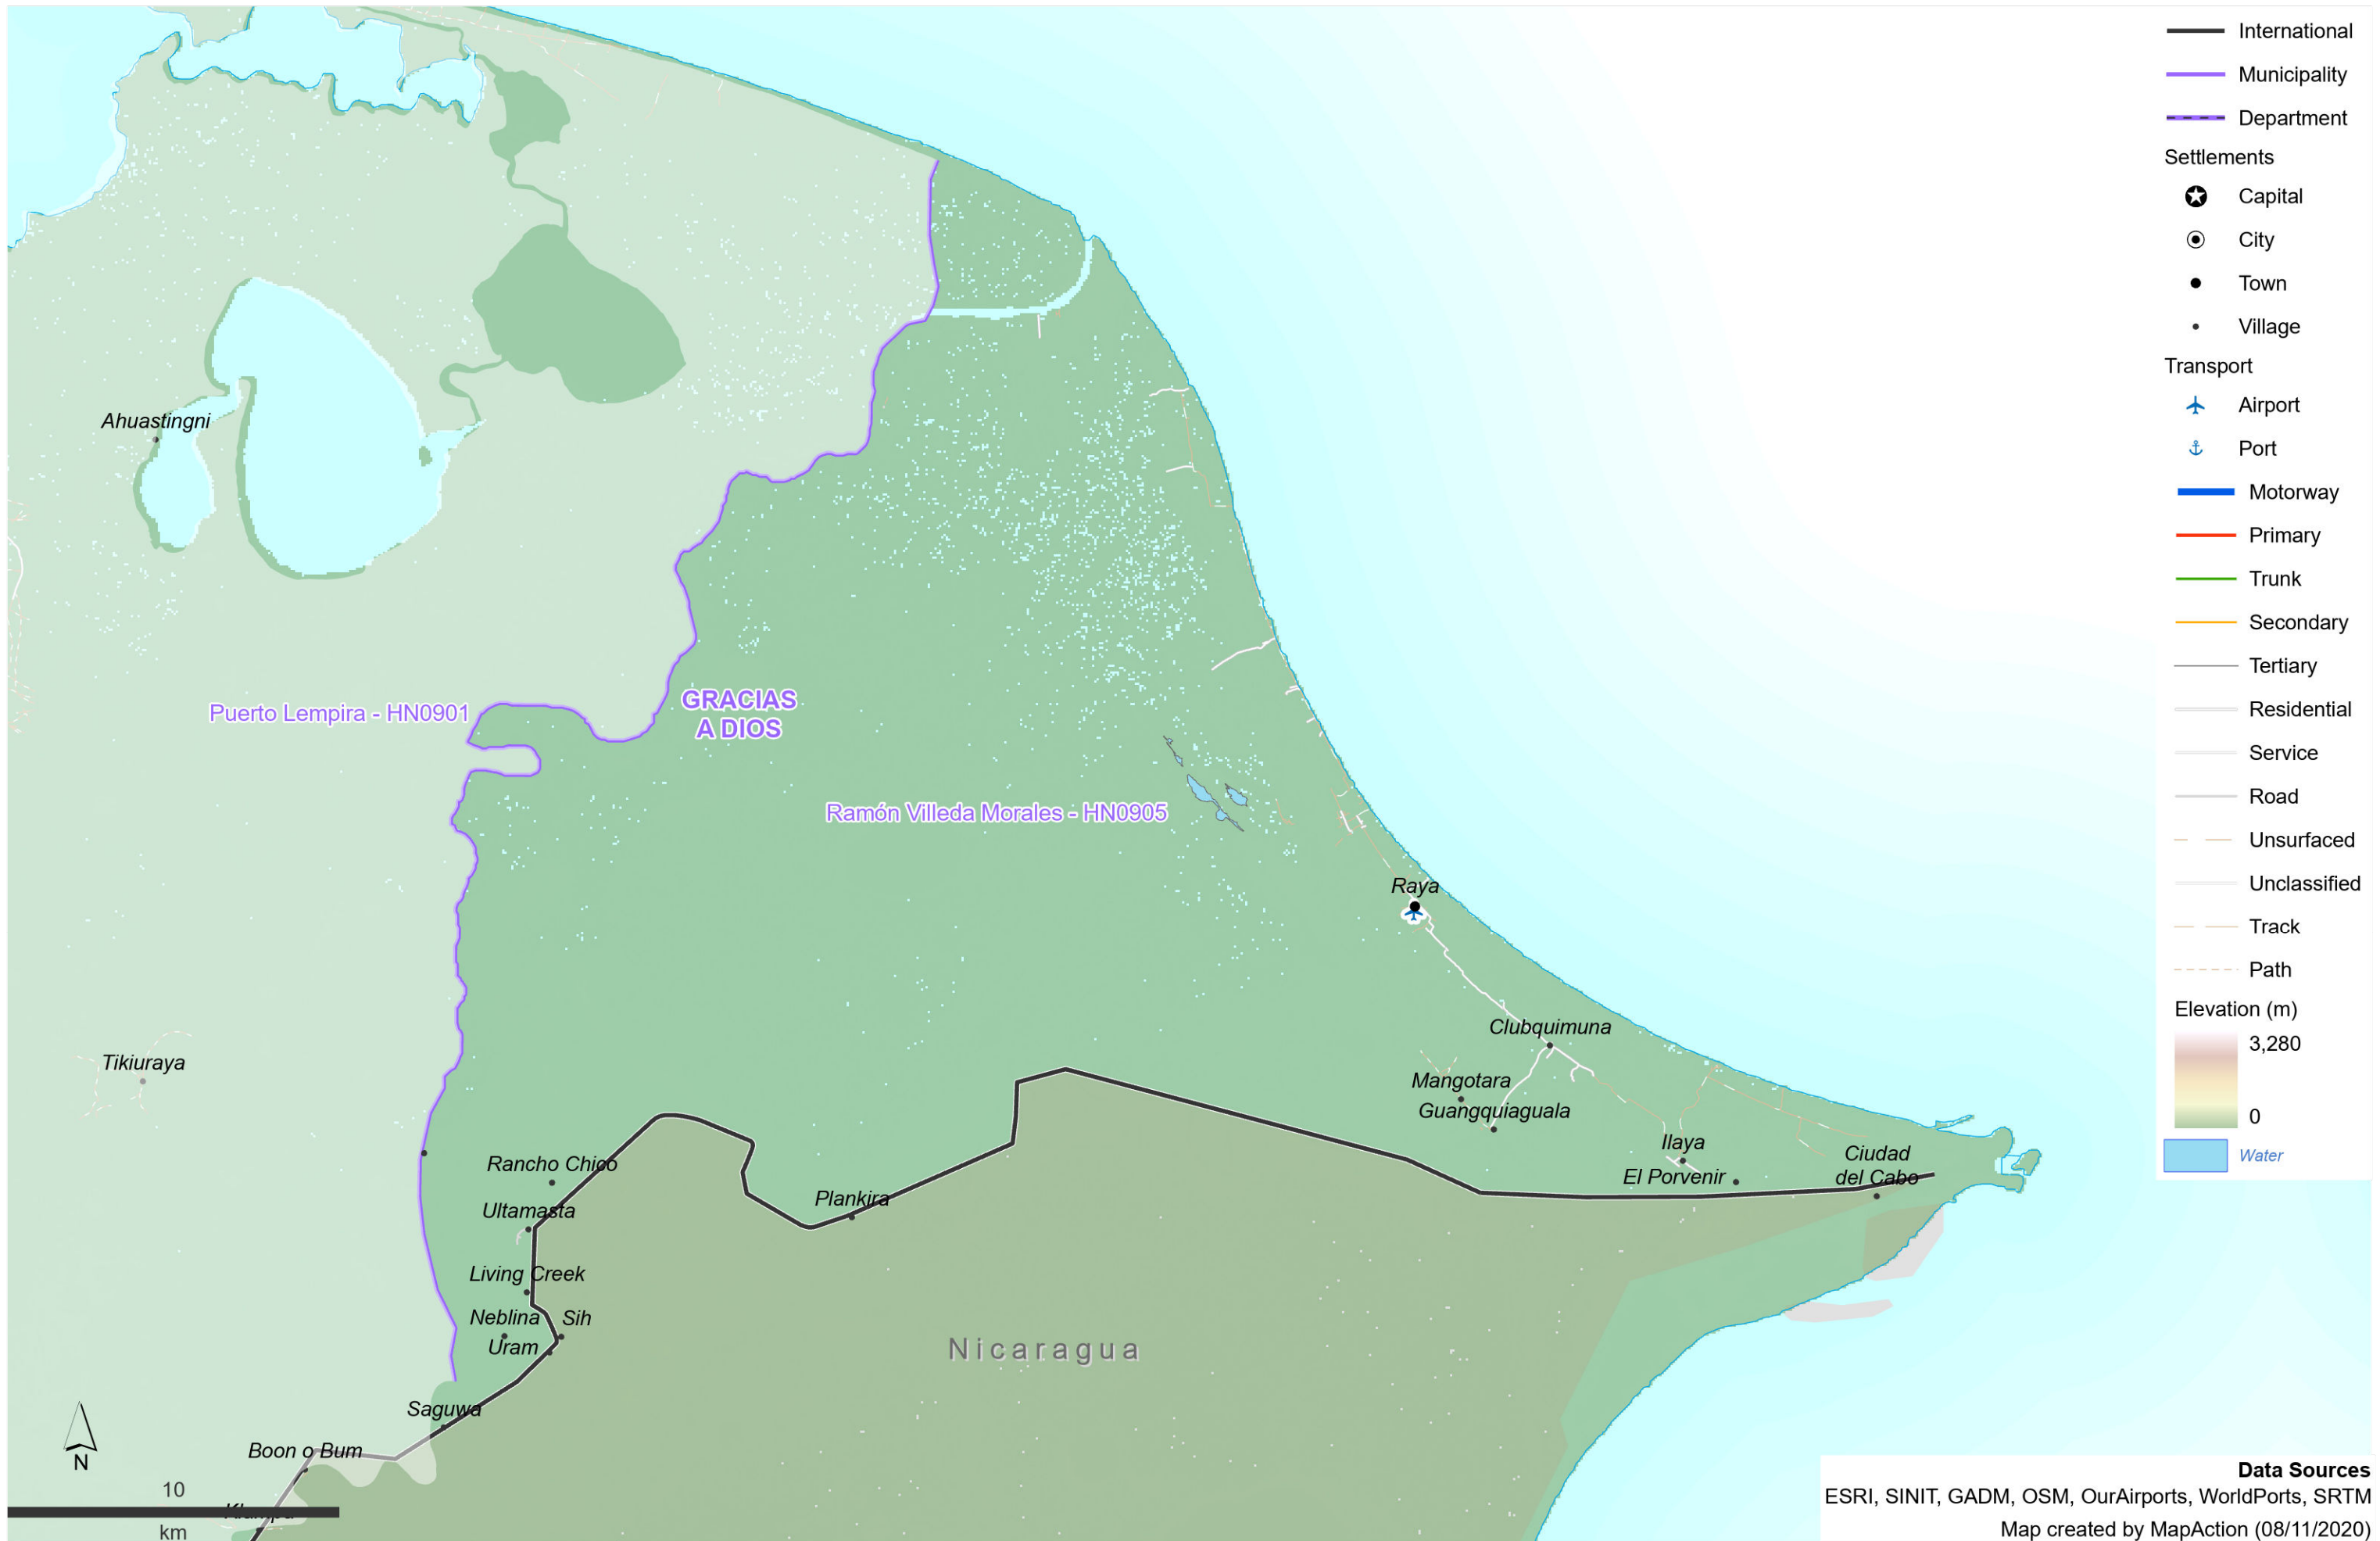 International
Municipality
Department
Settlements
Capital
City
Town
Village
Transport
Airport
Port
Motorway
Primary
Trunk
Secondary
Tertiary
Residential
Service
Road
Unsurfaced
Unclassified
Track
Path
Elevation (m)
3,280
0
Water
Ahuastingni
Puerto Lempira - HN0901
GRACIAS
A DIOS
Ramón Villeda Morales - HN0905
Raya
Clubquimuna
Tikiuraya
Mangotara
Guangquiaguala
Ilaya
El Porvenir
Ciudad
del Cabo
Rancho Chico
Ultamasta
Plankira
Living Creek
Neblina
Sih
Uram
Nicaragua
Saguwa
Boon o Bum
N
10
km
Data Sources
ESRI, SINIT, GADM, OSM, OurAirports, WorldPorts, SRTM
Map created by MapAction (08/11/2020)